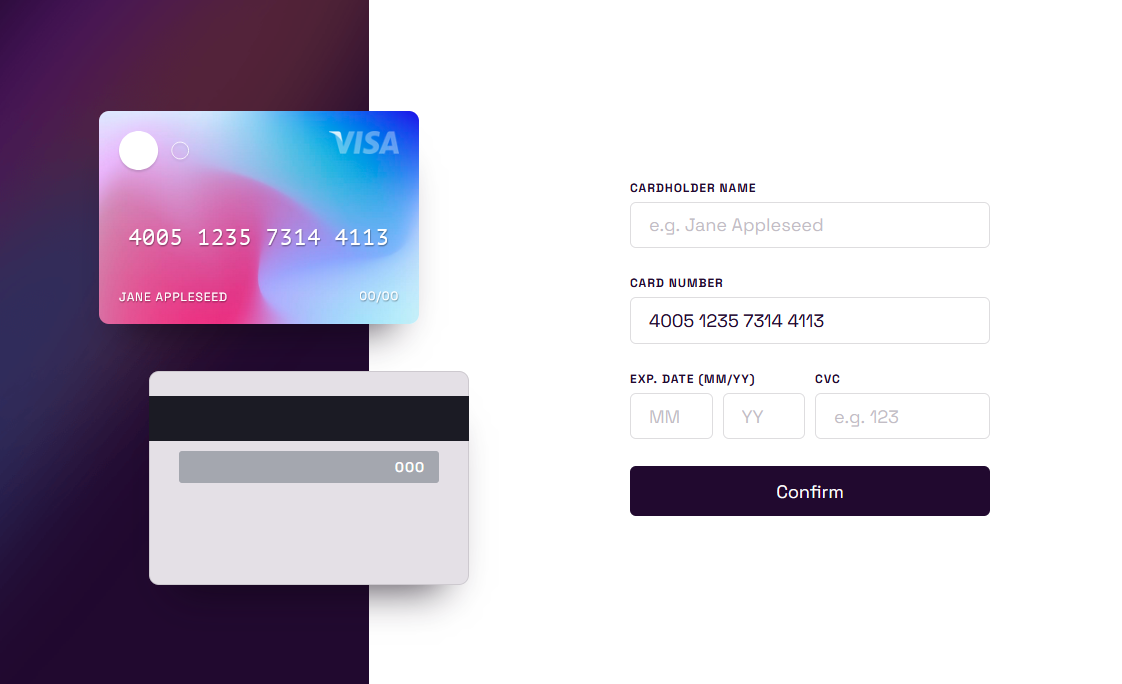 VISA
4005 1235 7314 4113
JANE APPLESEED 00/00
000
CARDHOLDER NAME
e.g. Jane Appleseed
CARD NUMBER
4005 1235 7314 4113
EXP. DATE (MM/YY) CVC
MM YY e.g. 123
Confirm